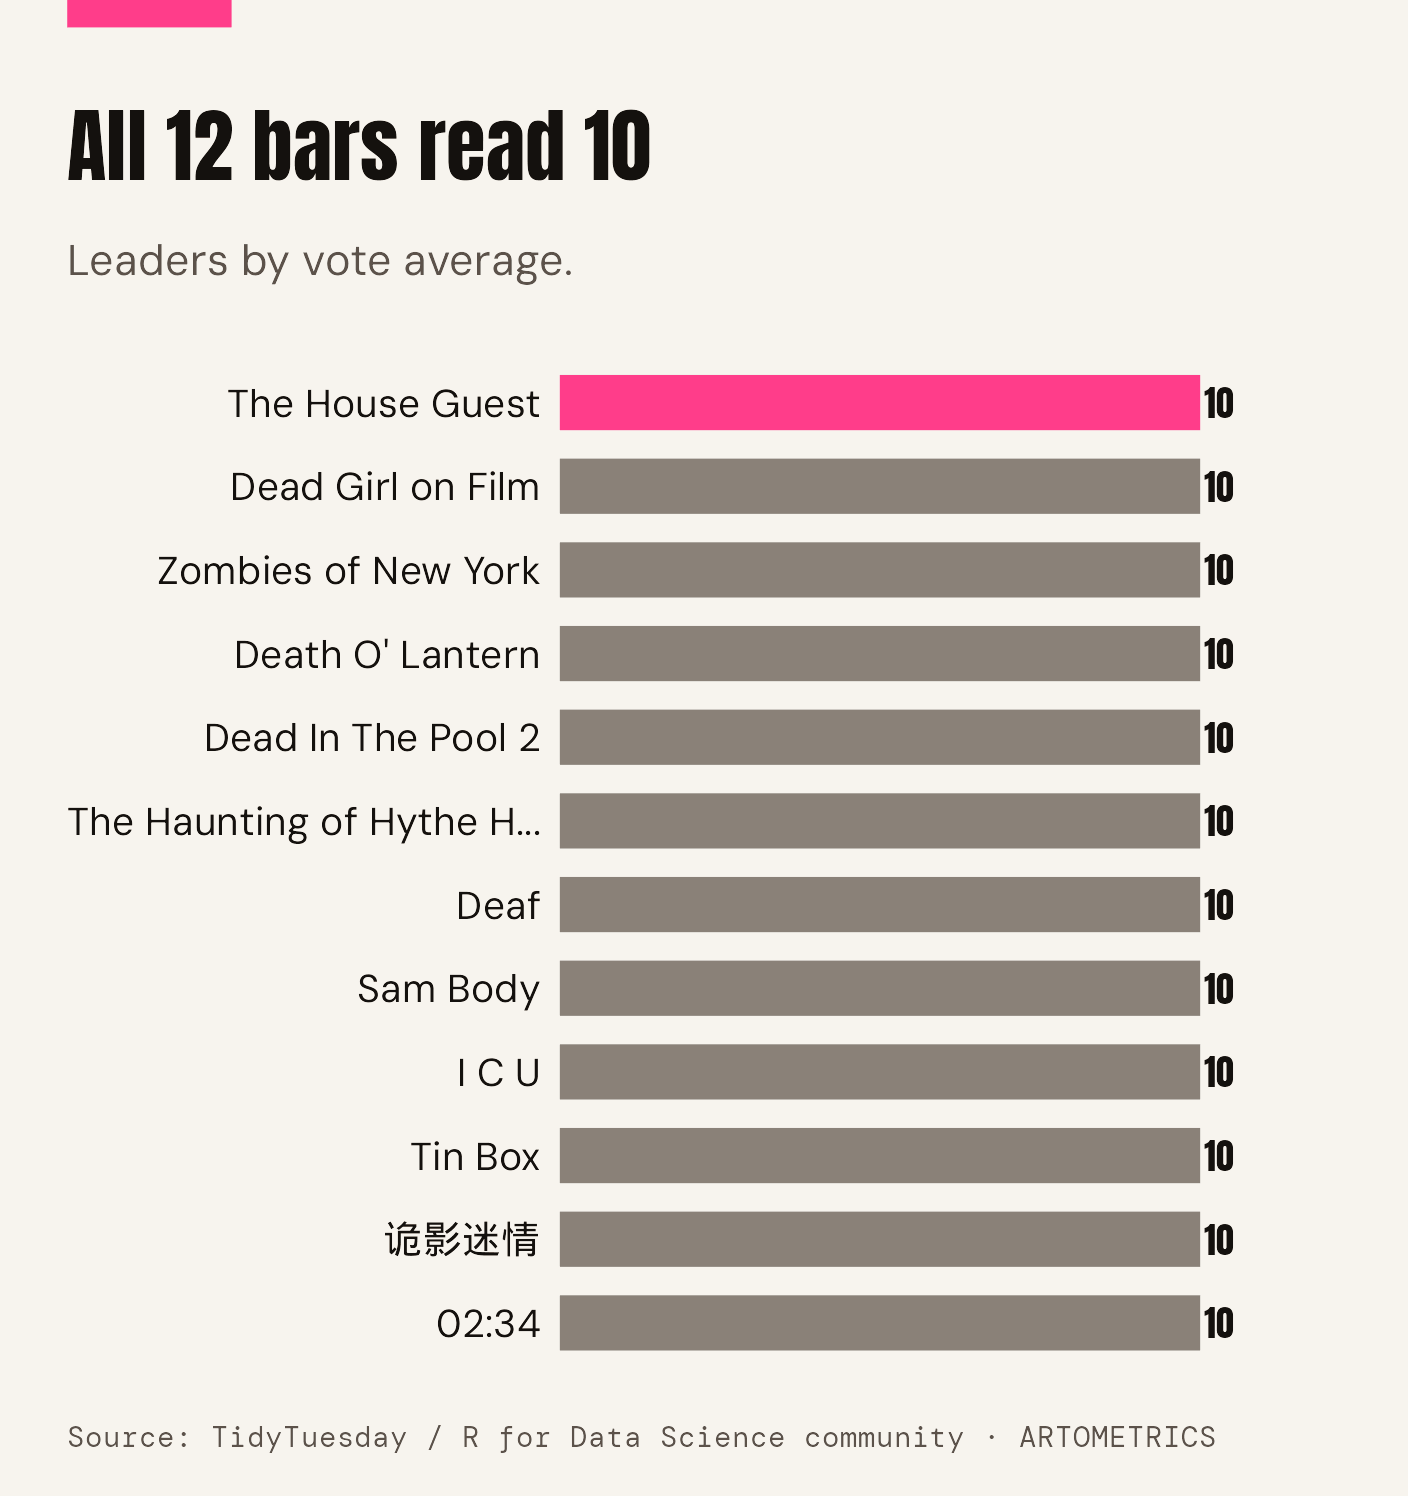 All 12 bars read 10
Leaders by vote average.
The House Guest 10
Dead Girl on Film 10
Zombies of New York 10
Death O' Lantern 10
Dead In The Pool 2 10
The Haunting of Hythe H... 10
Deaf 10
Sam Body 10
I C U 10
Tin Box 10
诡影迷情 10
02:34 10
Source: TidyTuesday / R for Data Science community · ARTOMETRICS